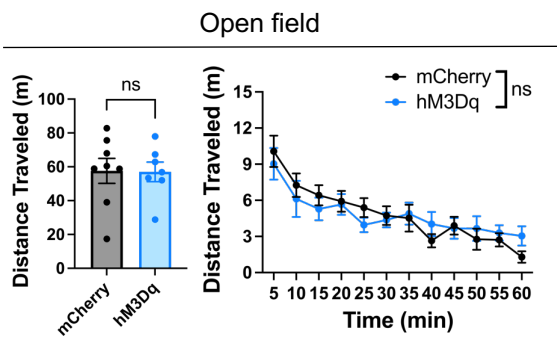 Open field
Distance Traveled (m)
100
80
60
40
20
0
ns
mCherry
hM3Dq
Distance Traveled (m)
15
12
9
6
3
0
mCherry
hM3Dq
ns
5 10 15 20 25 30 35 40 45 50 55 60
Time (min)